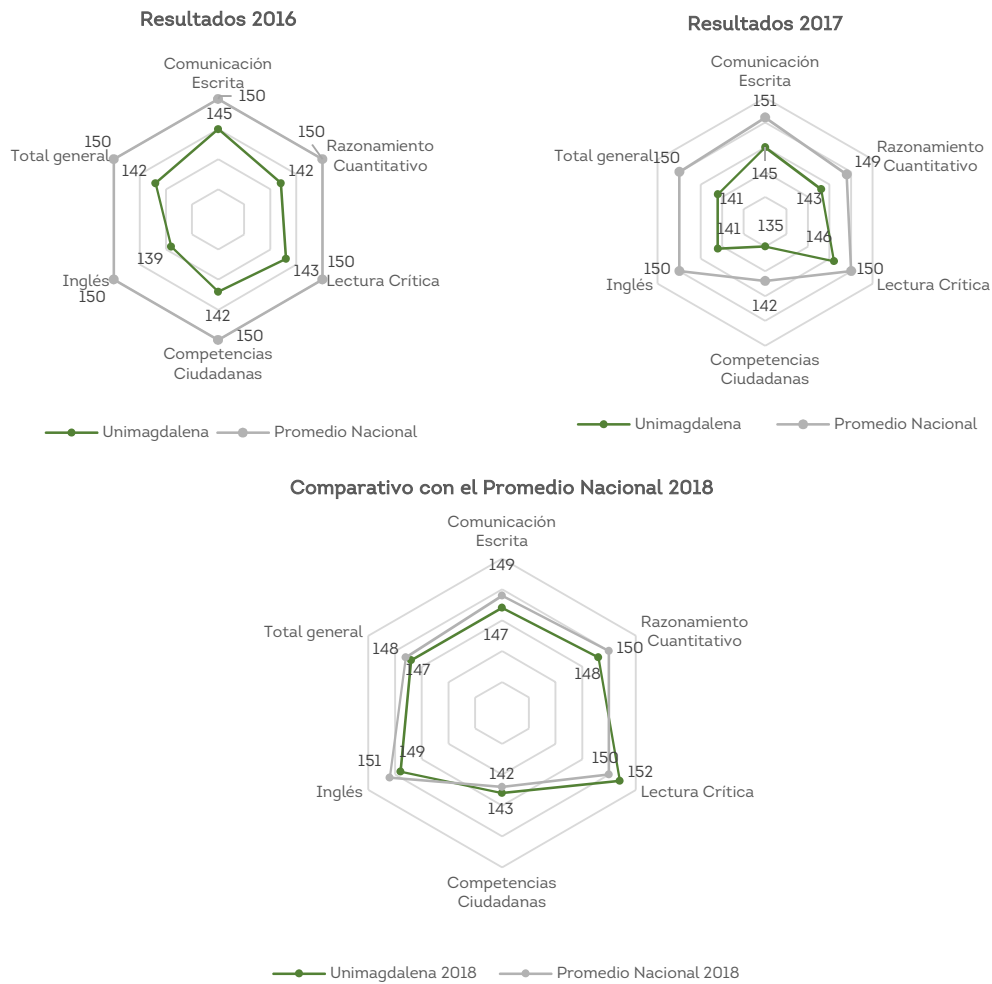 Resultados 2016
Comunicación
Escrita
150
145
150
Razonamiento
Cuantitativo
142
150
Total general
142
139
Inglés
150
143
150
Lectura Crítica
142
150
Competencias
Ciudadanas
Unimagdalena
Promedio Nacional
Resultados 2017
Comunicación
Escrita
151
Total general
150
149
Razonamiento
Cuantitativo
145
141
143
141
135
146
150
Inglés
150
Lectura Crítica
142
Competencias
Ciudadanas
Unimagdalena
Promedio Nacional
Comparativo con el Promedio Nacional 2018
Comunicación
Escrita
149
Total general
Razonamiento
Cuantitativo
147
148
150
147
148
151
149
150
152
142
Inglés
Lectura Crítica
143
Competencias
Ciudadanas
Unimagdalena 2018
Promedio Nacional 2018